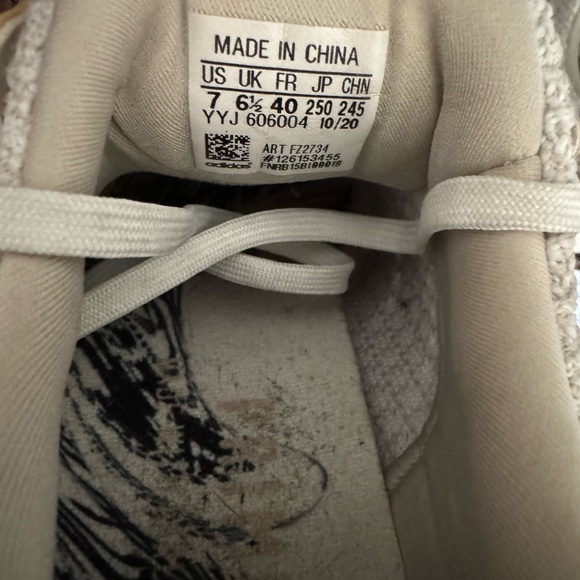 MADE IN CHINA
US UK FR JP CHN
7 6½ 40 250 245
YYJ 606004 10/20
ART FZ2734
#126153455
adidas FNRB15B100018